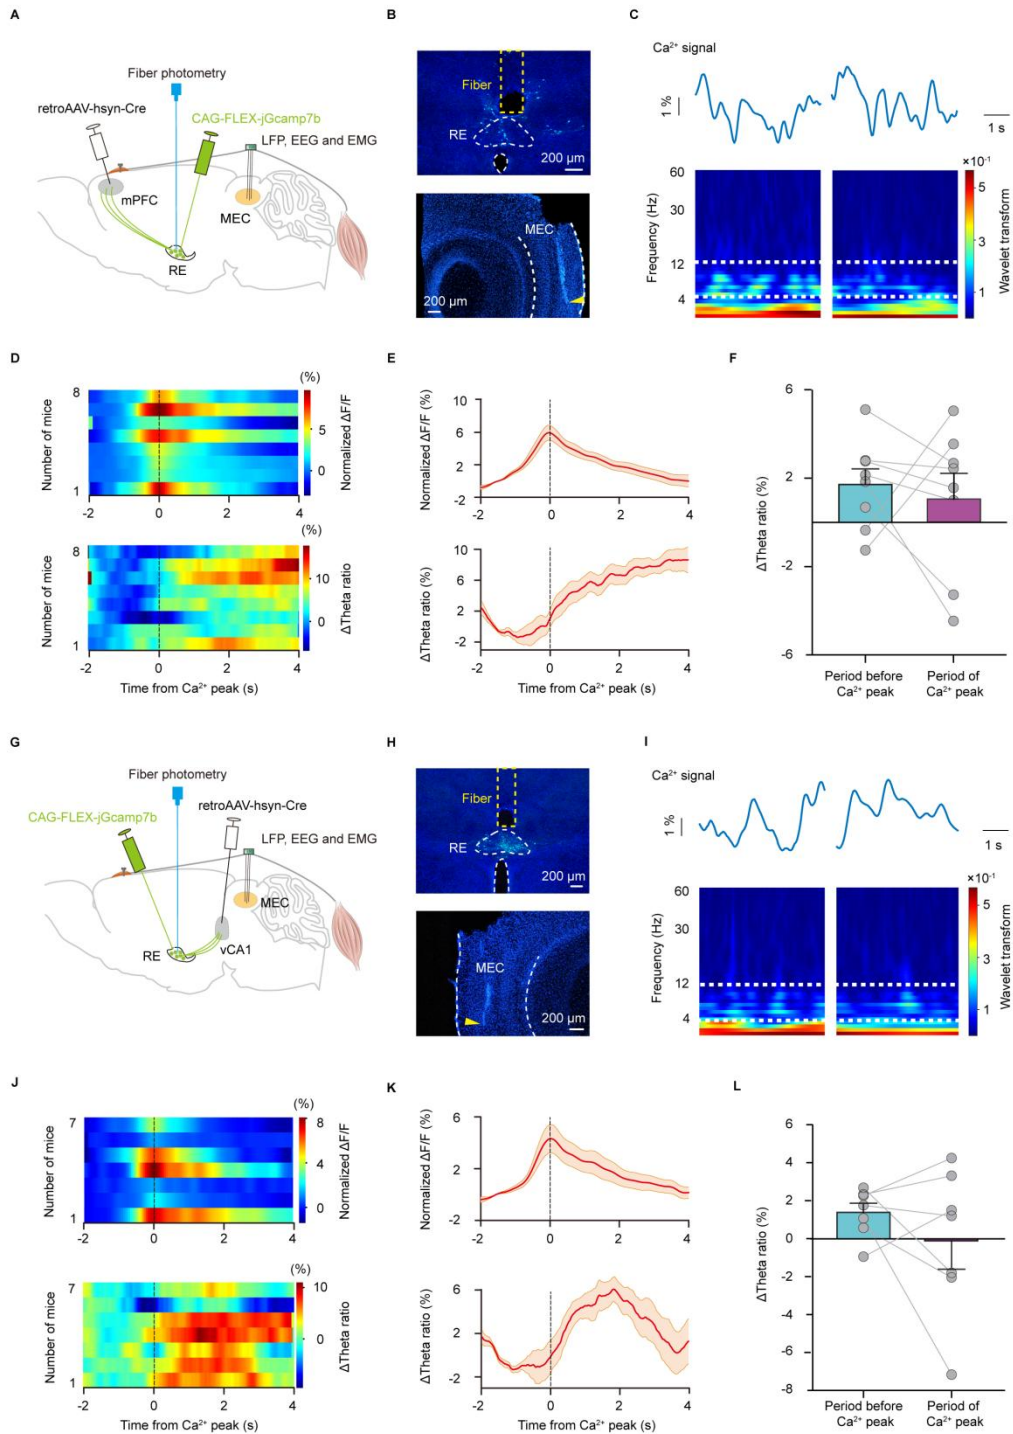 A
Fiber photometry
retroAAV-hsyn-Cre
CAG-FLEX-jGcamp7b
LFP, EEG and EMG
mPFC
MEC
RE
B
Fiber
RE
200 µm
MEC
200 µm
C
Ca²⁺ signal
1 %
1 s
×10⁻¹
60
30
12
4
Frequency (Hz)
5
3
1
Wavelet transform
D
(%)
8
1
Number of mice
5
0
Normalized ΔF/F
-2 0 2 4
(%)
8
1
Number of mice
10
0
ΔTheta ratio
-2 0 2 4
Time from Ca²⁺ peak (s)
E
10
6
2
-2
Normalized ΔF/F (%)
-2 0 2 4
10
6
2
-2
ΔTheta ratio (%)
-2 0 2 4
Time from Ca²⁺ peak (s)
F
6
2
-2
-6
ΔTheta ratio (%)
Period before Period of
Ca²⁺ peak Ca²⁺ peak
G
Fiber photometry
retroAAV-hsyn-Cre
CAG-FLEX-jGcamp7b
LFP, EEG and EMG
MEC
RE
vCA1
H
Fiber
RE
200 µm
MEC
200 µm
I
Ca²⁺ signal
1 %
1 s
×10⁻¹
60
30
12
4
Frequency (Hz)
5
3
1
Wavelet transform
J
(%)
7
1
Number of mice
8
4
0
Normalized ΔF/F
-2 0 2 4
(%)
7
1
Number of mice
10
0
ΔTheta ratio
-2 0 2 4
Time from Ca²⁺ peak (s)
K
6
2
-2
Normalized ΔF/F (%)
-2 0 2 4
6
2
-2
ΔTheta ratio (%)
-2 0 2 4
Time from Ca²⁺ peak (s)
L
6
4
2
0
-2
-4
-6
-8
ΔTheta ratio (%)
Period before Period of
Ca²⁺ peak Ca²⁺ peak